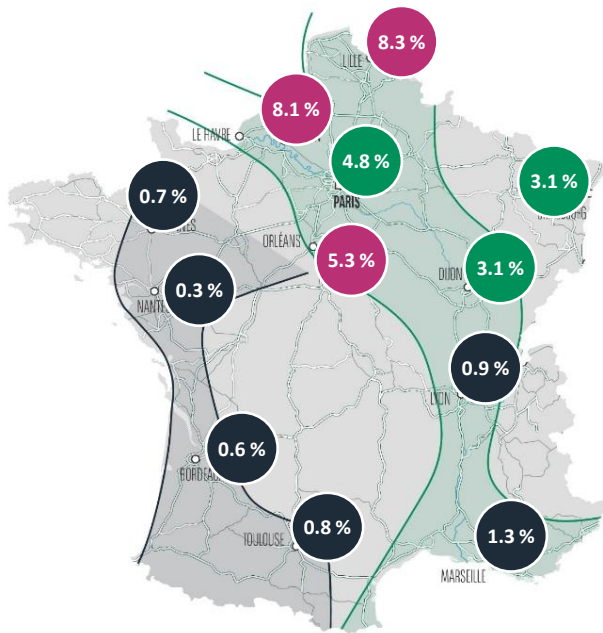 8.3 %
LILLE
8.1 %
LE HAVRE
4.8 %
PARIS
3.1 %
0.7 %
ORLÉANS
5.3 %
3.1 %
DIJON
0.3 %
NANTES
0.9 %
LYON
0.6 %
BORDEAUX
0.8 %
TOULOUSE
1.3 %
MARSEILLE